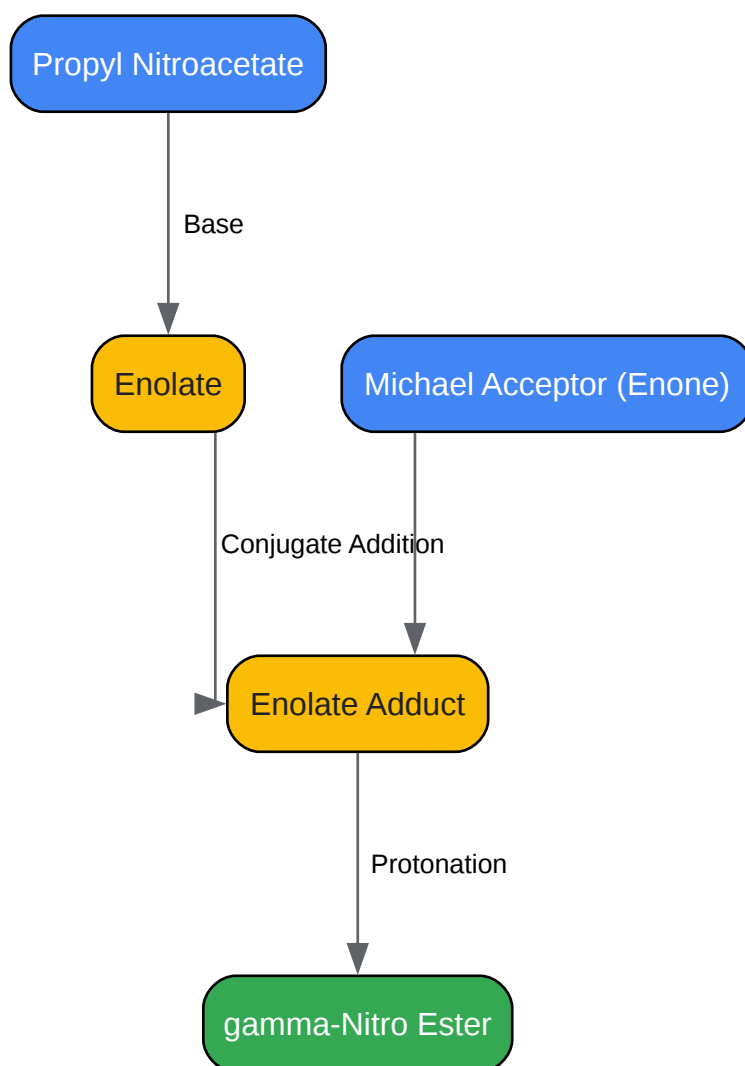 Propyl Nitroacetate
Base
Enolate
Michael Acceptor (Enone)
Conjugate Addition
Enolate Adduct
Protonation
gamma-Nitro Ester